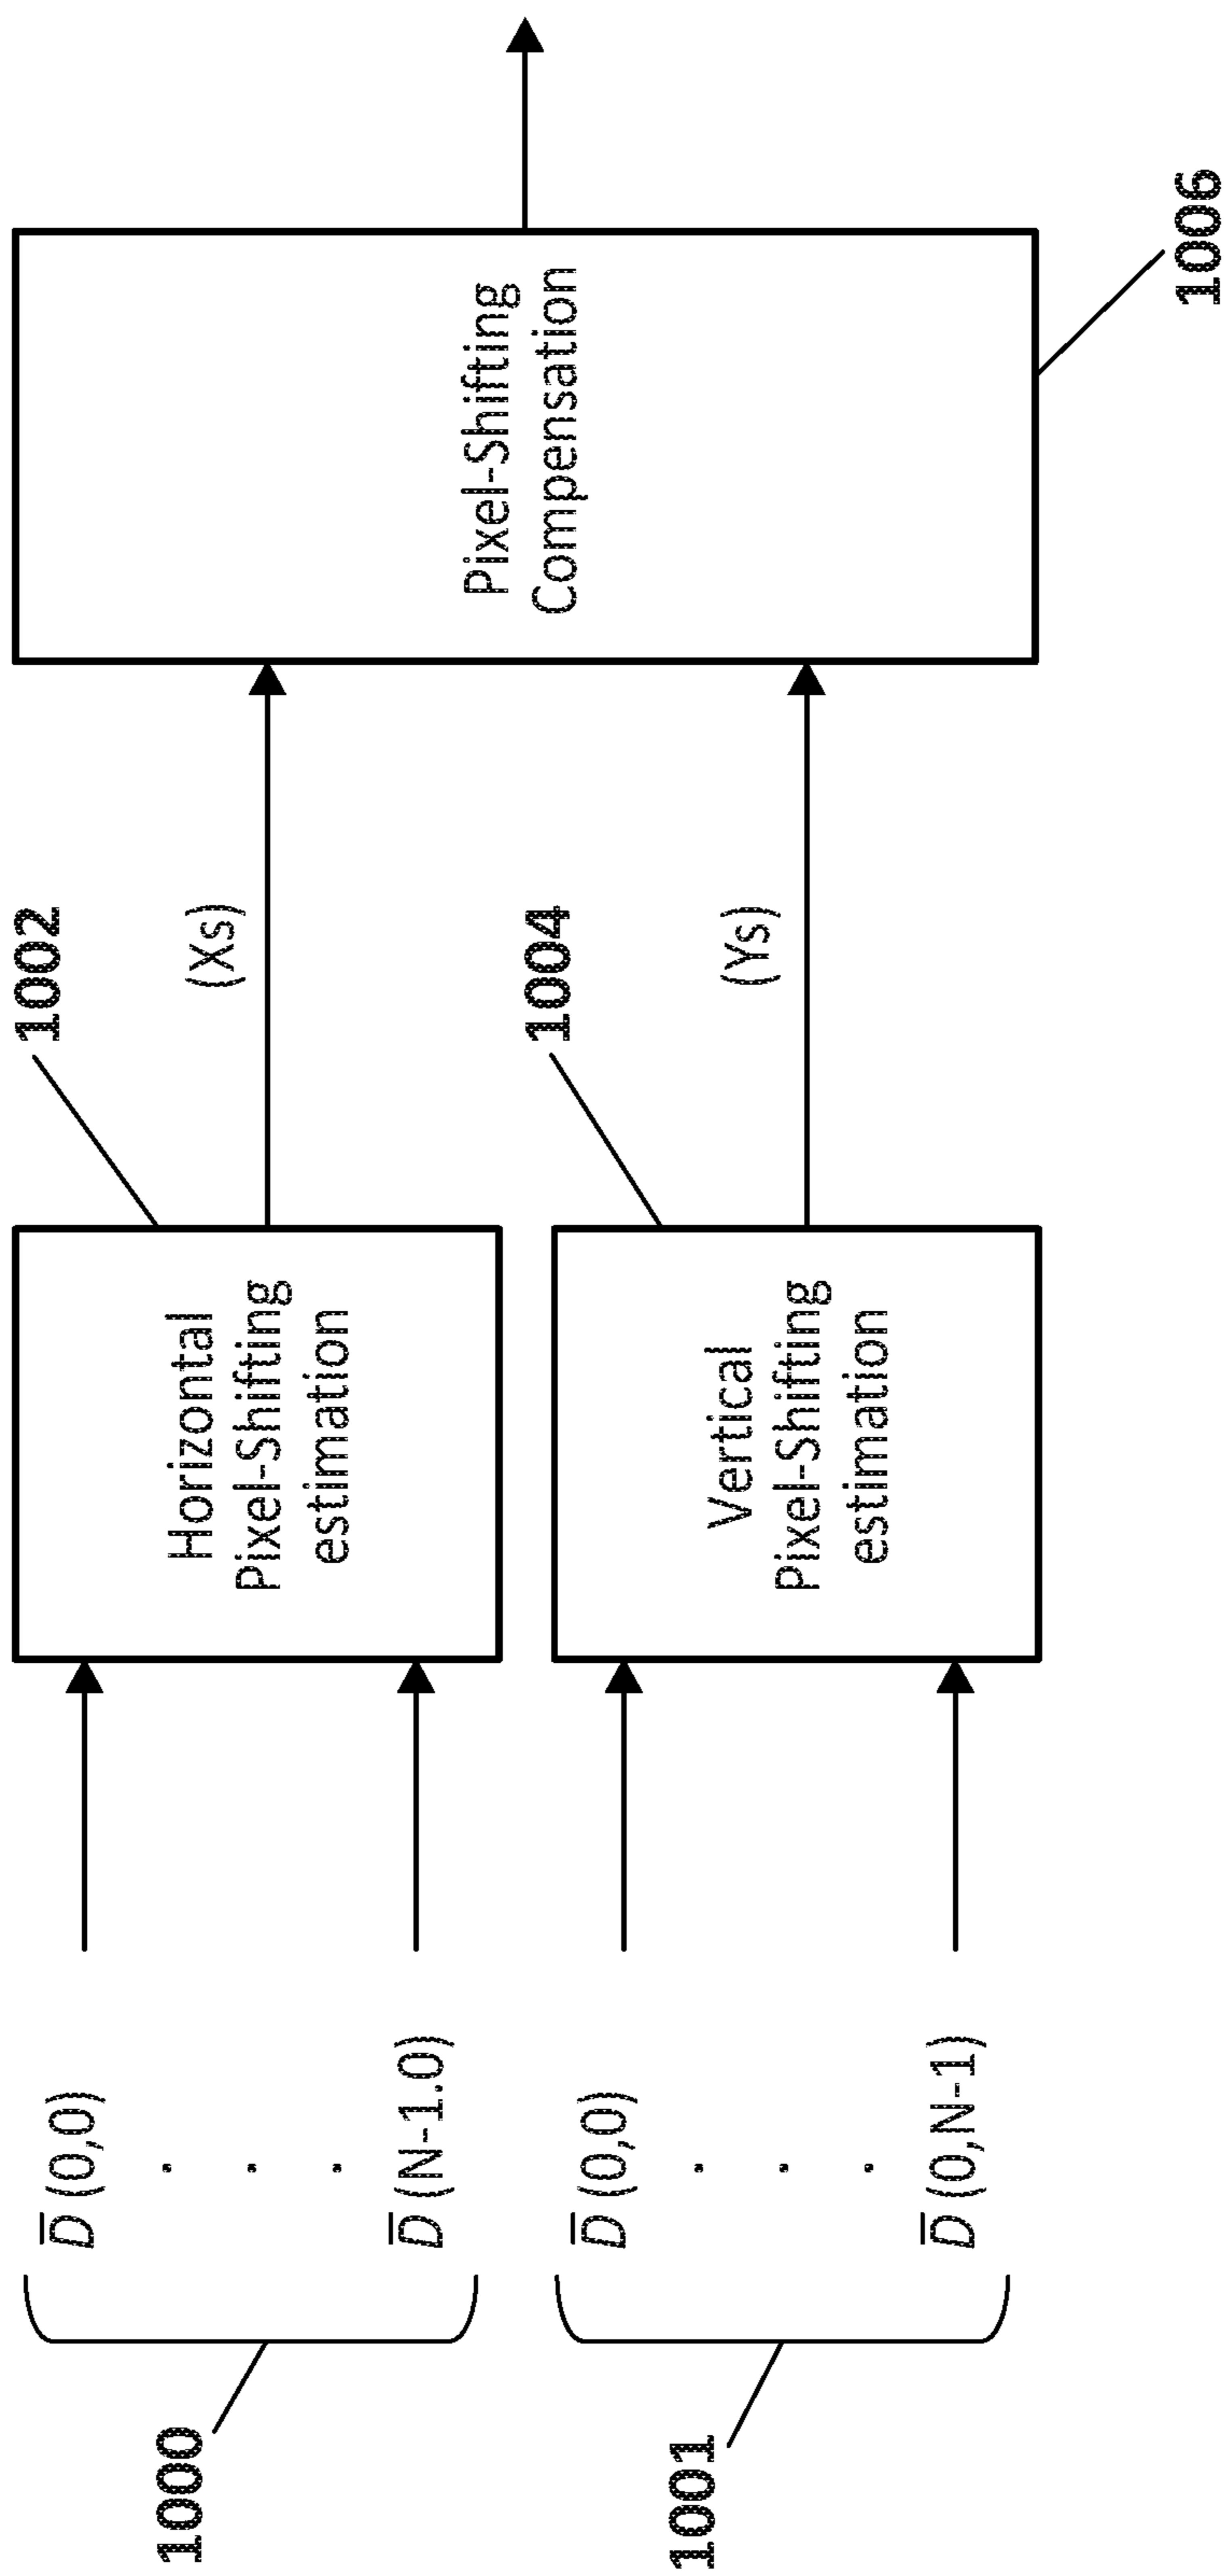 1000
D̅ (0,0)
D̅ (N-1.0)
1001
D̅ (0,0)
D̅ (0,N-1)
Horizontal
Pixel-Shifting
estimation
1002
(Xs)
Vertical
Pixel-Shifting
estimation
1004
(Ys)
Pixel-Shifting
Compensation
1006